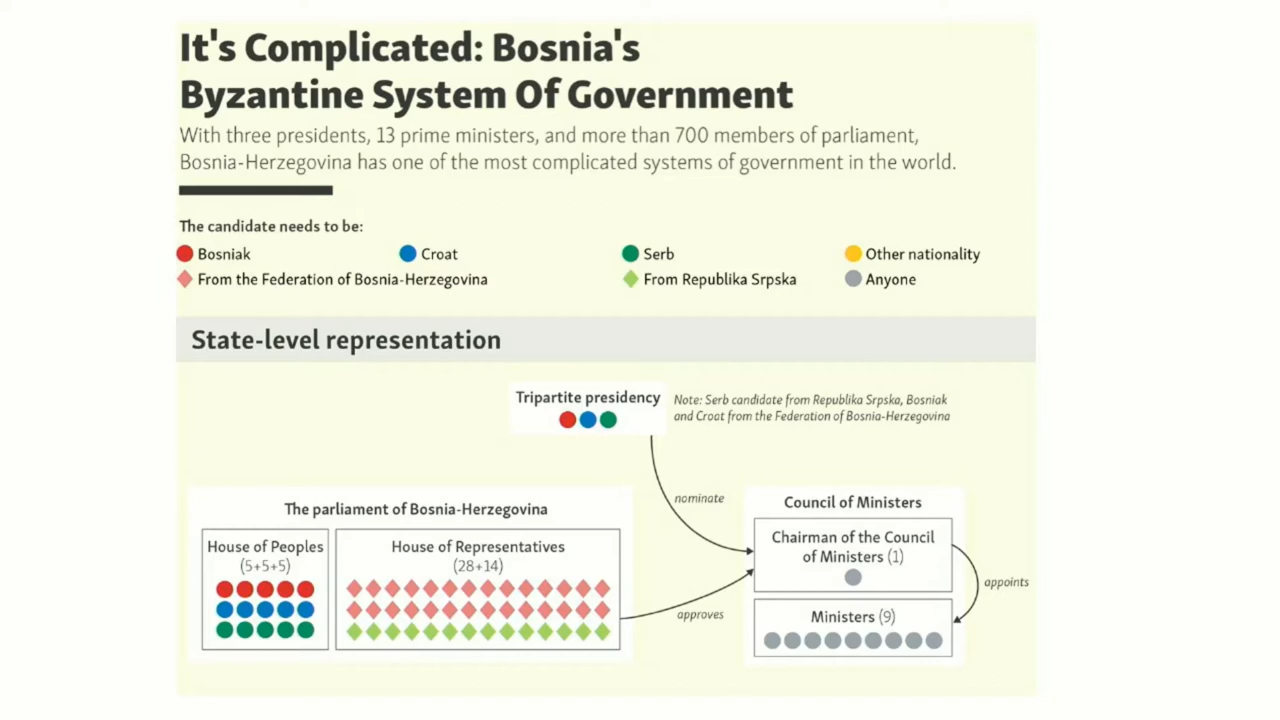 It's Complicated: Bosnia's
Byzantine System Of Government
With three presidents, 13 prime ministers, and more than 700 members of parliament,
Bosnia-Herzegovina has one of the most complicated systems of government in the world.
The candidate needs to be:
Bosniak
Croat
Serb
Other nationality
From the Federation of Bosnia-Herzegovina
From Republika Srpska
Anyone
State-level representation
Tripartite presidency
Note: Serb candidate from Republika Srpska, Bosniak
and Croat from the Federation of Bosnia-Herzegovina
nominate
The parliament of Bosnia-Herzegovina
House of Peoples
(5+5+5)
House of Representatives
(28+14)
approves
Council of Ministers
Chairman of the Council
of Ministers (1)
appoints
Ministers (9)